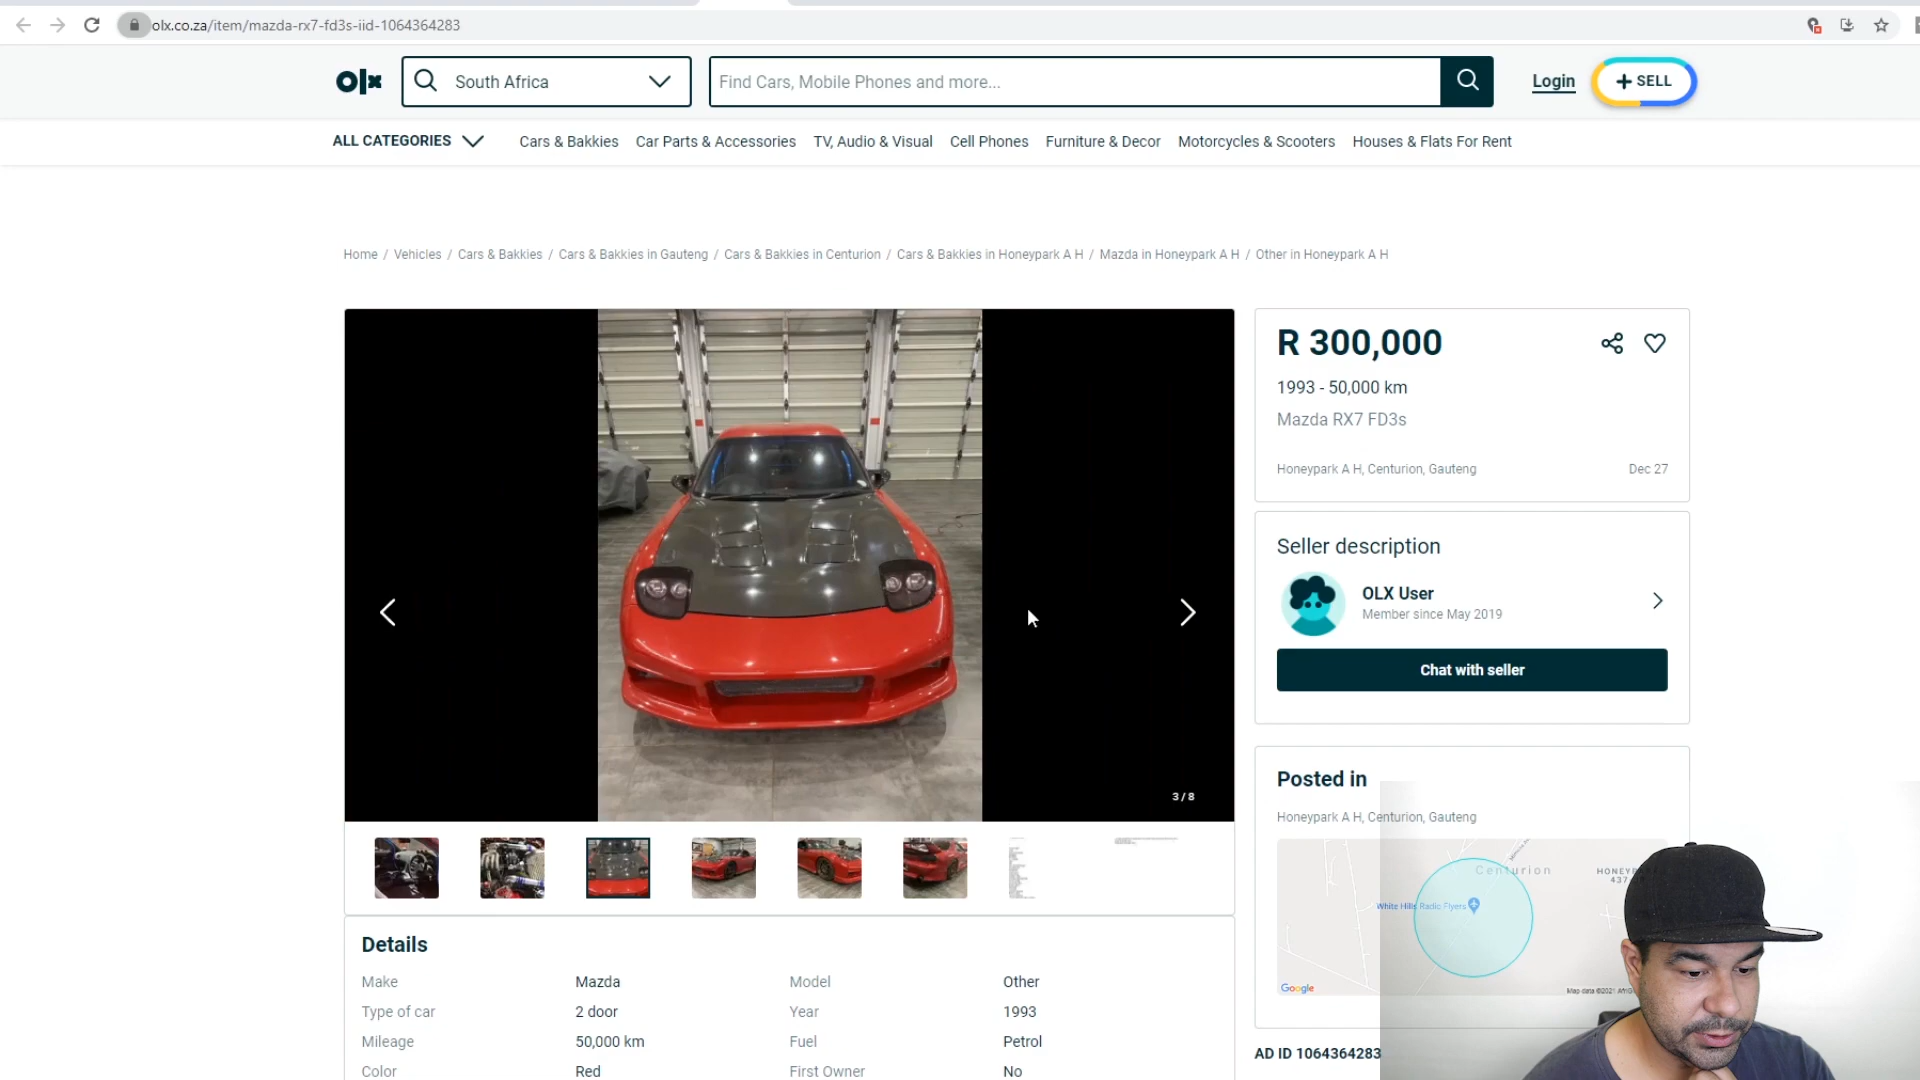 olx.co.za/item/mazda-rx7-fd3s-iid-1064364283
olx
South Africa
Find Cars, Mobile Phones and more...
Login
+ SELL
ALL CATEGORIES
Cars & Bakkies
Car Parts & Accessories
TV, Audio & Visual
Cell Phones
Furniture & Decor
Motorcycles & Scooters
Houses & Flats For Rent
Home / Vehicles / Cars & Bakkies / Cars & Bakkies in Gauteng / Cars & Bakkies in Centurion / Cars & Bakkies in Honeypark A H / Mazda in Honeypark A H / Other in Honeypark A H
R 300,000
1993 - 50,000 km
Mazda RX7 FD3s
Honeypark A H, Centurion, Gauteng
Dec 27
Seller description
OLX User
Member since May 2019
Chat with seller
3 / 8
Posted in
Honeypark A H, Centurion, Gauteng
Centurion
White Hills Radio Flyers
Google
AD ID 1064364283
Details
Make Mazda Model Other
Type of car 2 door Year 1993
Mileage 50,000 km Fuel Petrol
Color Red First Owner No